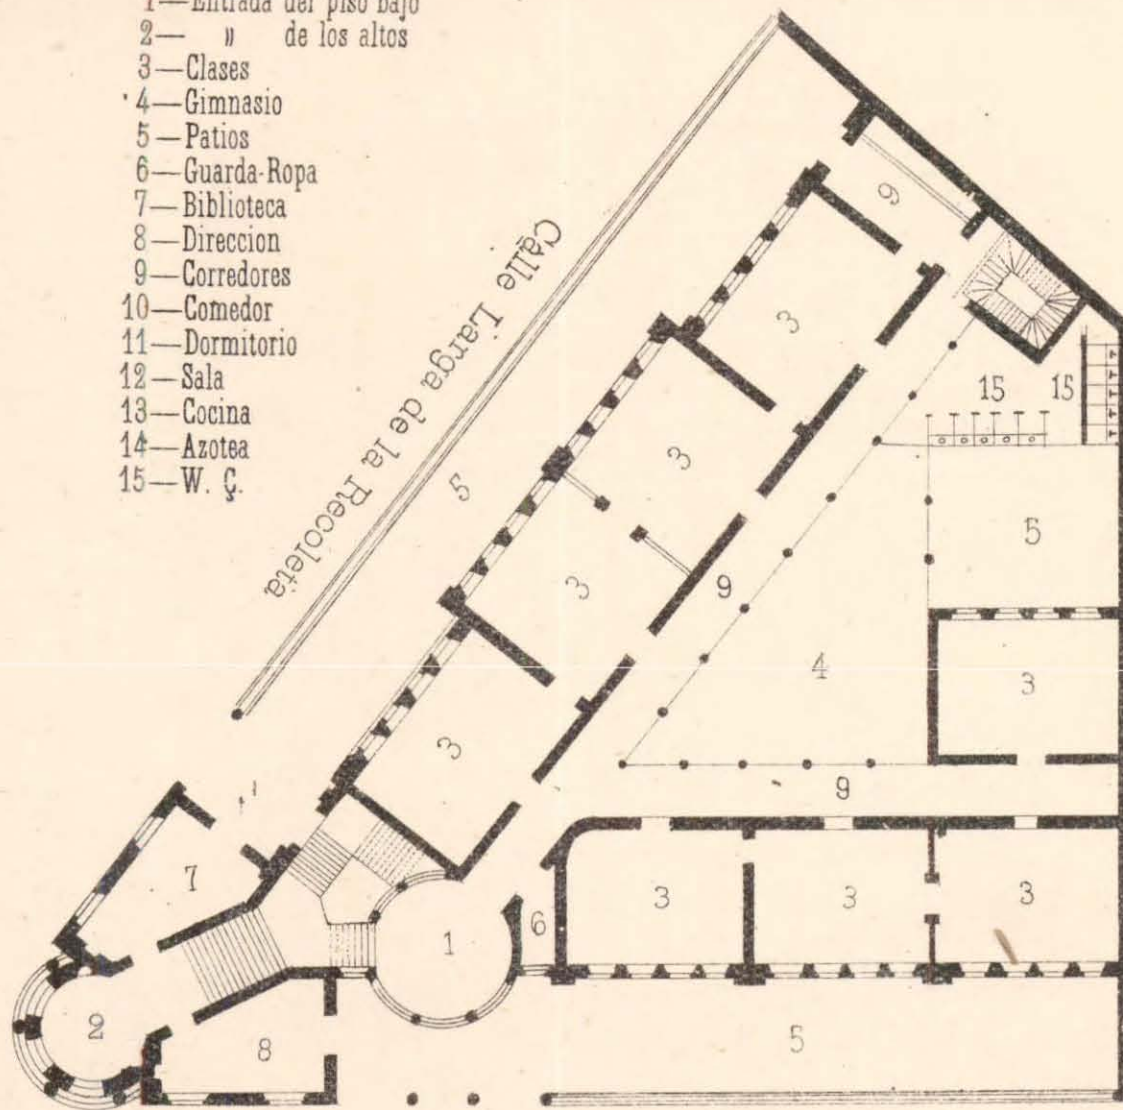 1—Entrada del piso bajo
2— " de los altos
3—Clases
4—Gimnasio
5—Patios
6—Guarda-Ropa
7—Biblioteca
8—Direccion
9—Corredores
10—Comedor
11—Dormitorio
12—Sala
13—Cocina
14—Azotea
15—W. Ç.
Calle Larga de la Recoleta
9
3
15 15
3
5
5
3
9
4
3
3
9
7
3
3
3
6
1
2
8
5